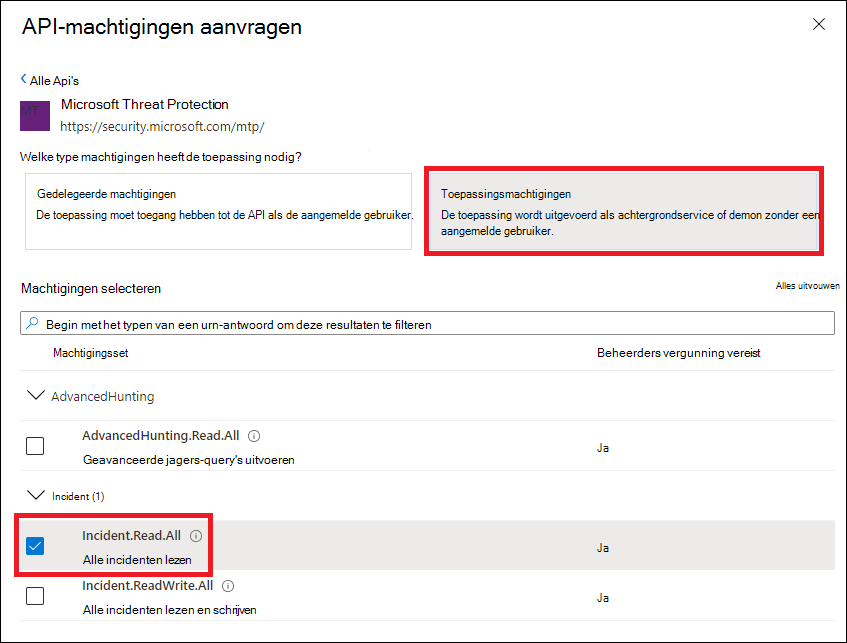 API-machtigingen aanvragen
Alle Api's
MT
Microsoft Threat Protection
https://security.microsoft.com/mtp/
Welke type machtigingen heeft de toepassing nodig?
Gedelegeerde machtigingen
De toepassing moet toegang hebben tot de API als de aangemelde gebruiker.
Toepassingsmachtigingen
De toepassing wordt uitgevoerd als achtergrondservice of demon zonder een
aangemelde gebruiker.
Machtigingen selecteren
Alles uitvouwen
Begin met het typen van een urn-antwoord om deze resultaten te filteren
Machtigingsset
Beheerders vergunning vereist
AdvancedHunting
AdvancedHunting.Read.All
Geavanceerde jagers-query's uitvoeren
Ja
Incident (1)
Incident.Read.All
Alle incidenten lezen
Ja
Incident.ReadWrite.All
Alle incidenten lezen en schrijven
Ja